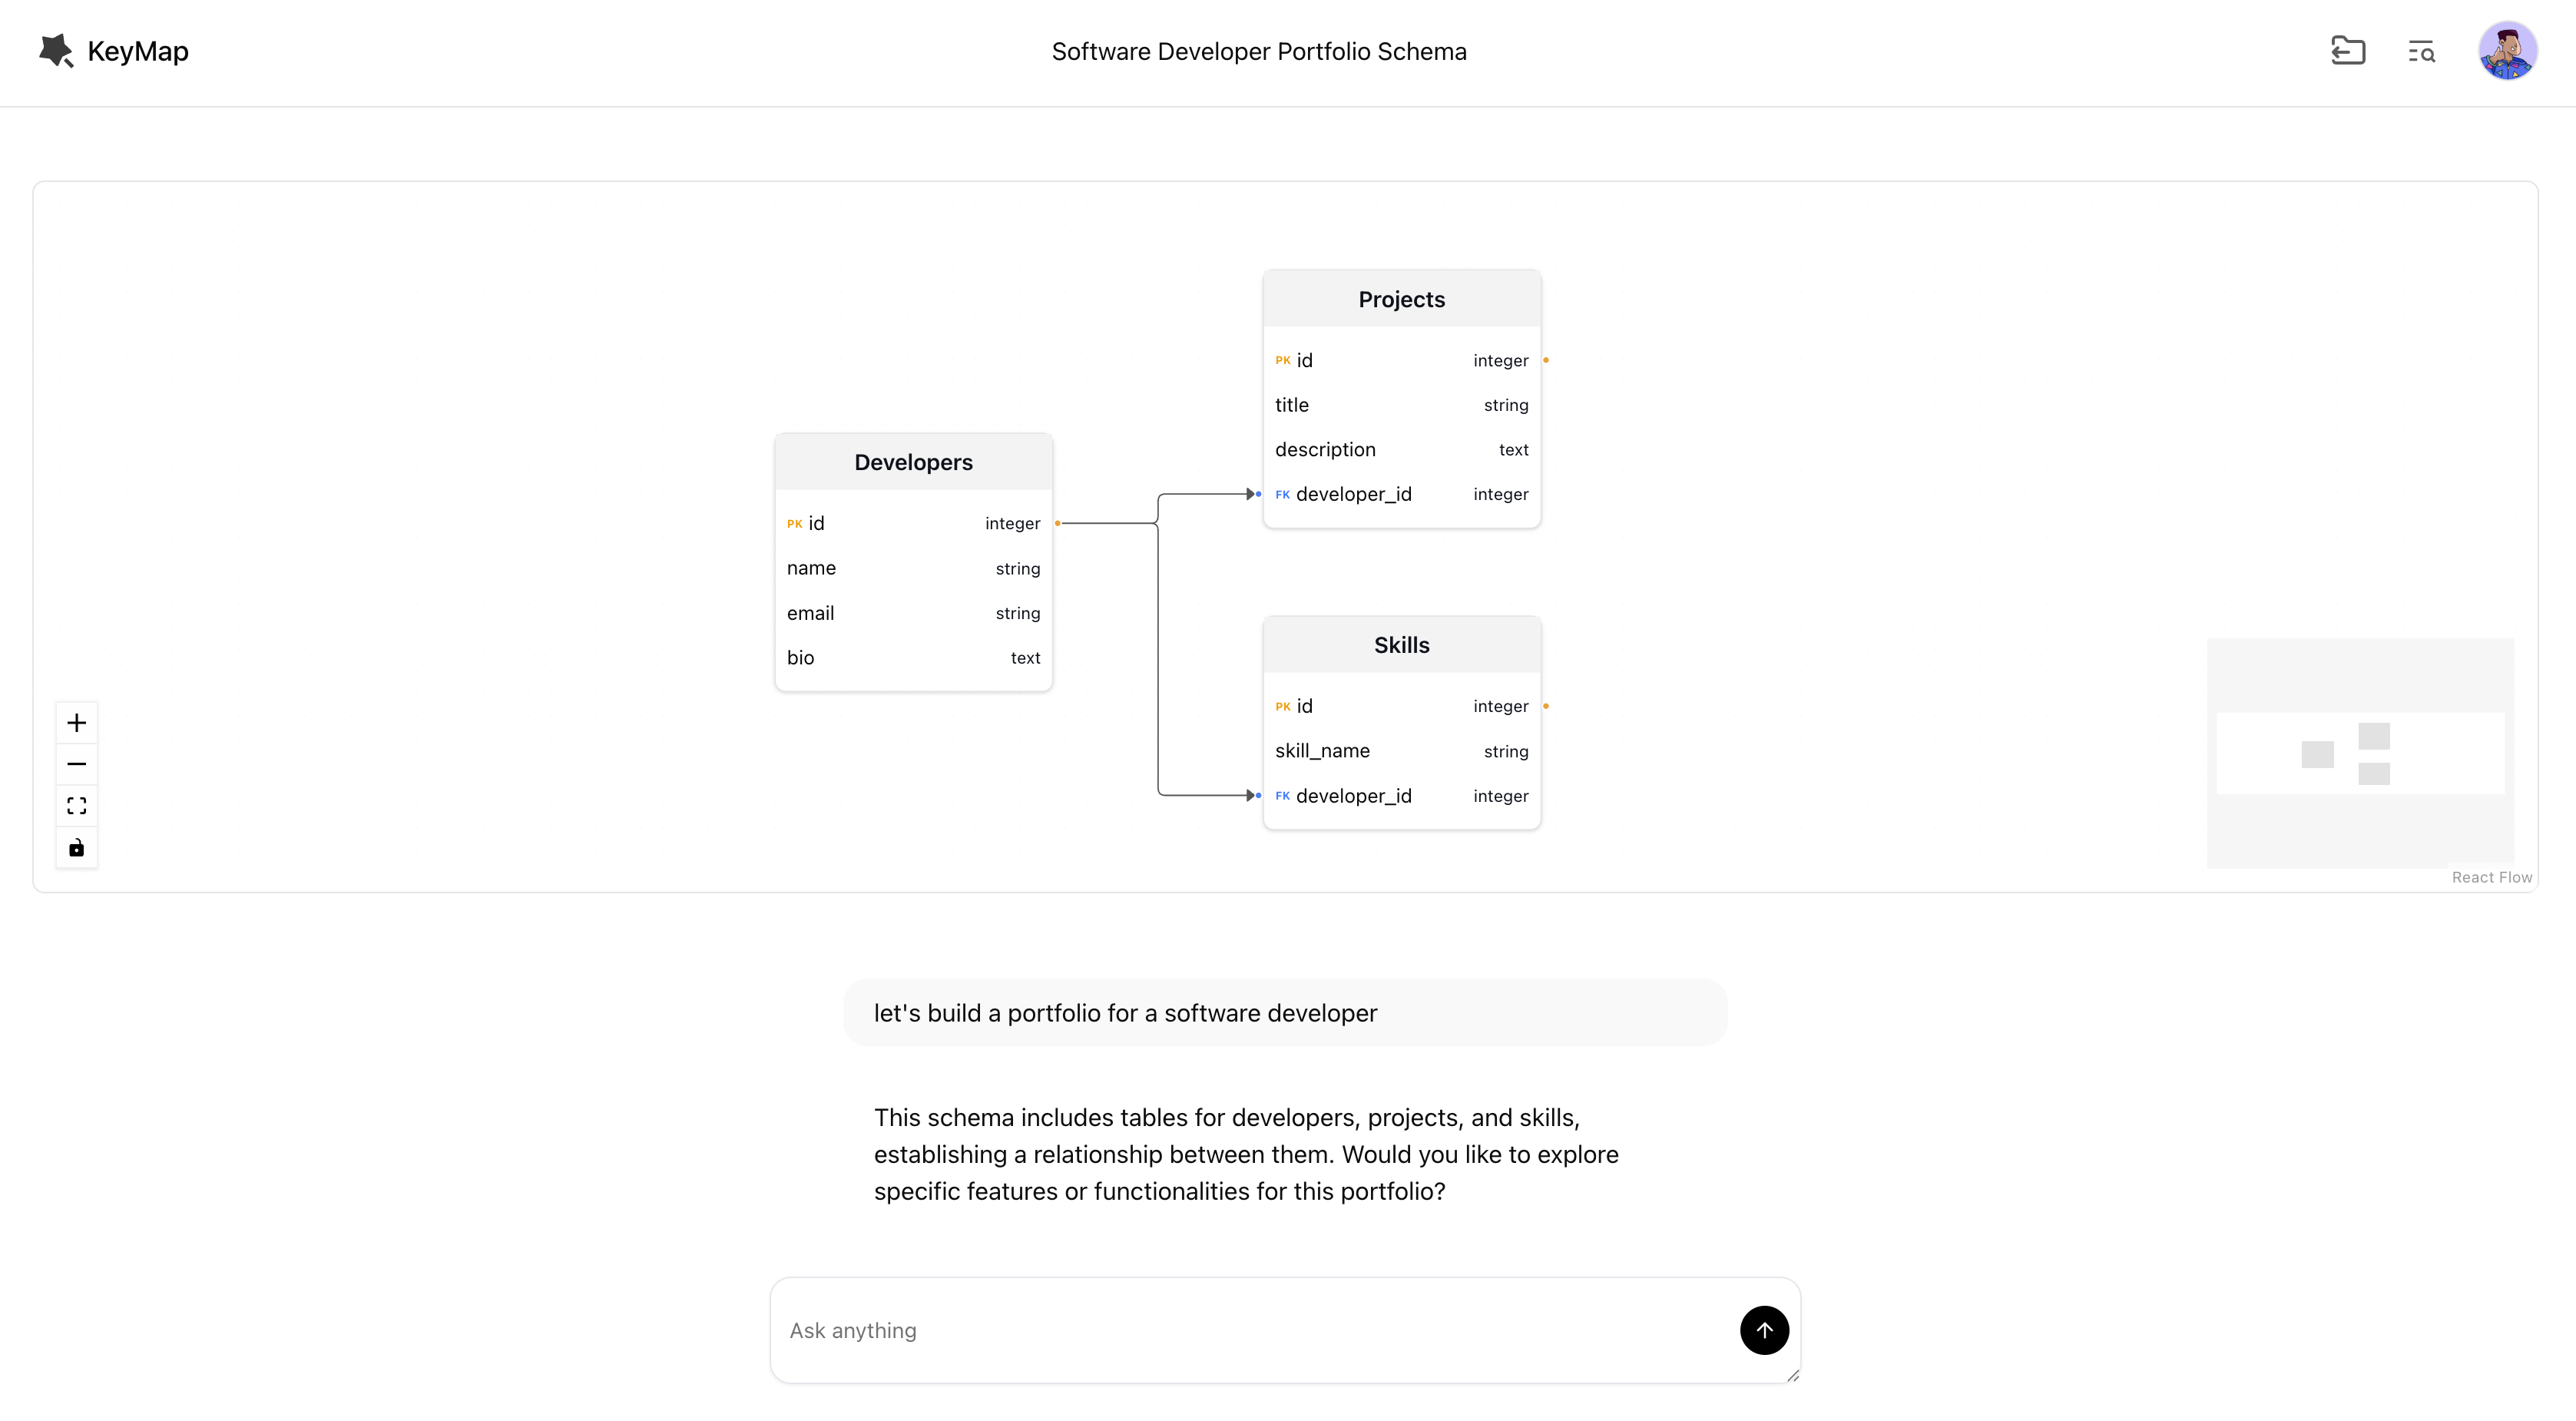 KeyMap
Software Developer Portfolio Schema
Projects
PK id integer
title string
description text
FK developer_id integer
Developers
PK id integer
name string
email string
bio text
Skills
PK id integer
skill_name string
FK developer_id integer
React Flow
let's build a portfolio for a software developer
This schema includes tables for developers, projects, and skills,
establishing a relationship between them. Would you like to explore
specific features or functionalities for this portfolio?
Ask anything